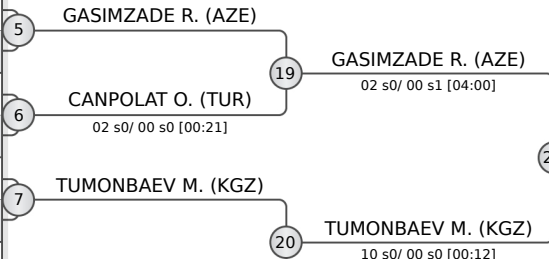 5
GASIMZADE R. (AZE)
19
GASIMZADE R. (AZE)
02 s0/ 00 s1 [04:00]
6
CANPOLAT O. (TUR)
02 s0/ 00 s0 [00:21]
7
TUMONBAEV M. (KGZ)
20
TUMONBAEV M. (KGZ)
10 s0/ 00 s0 [00:12]